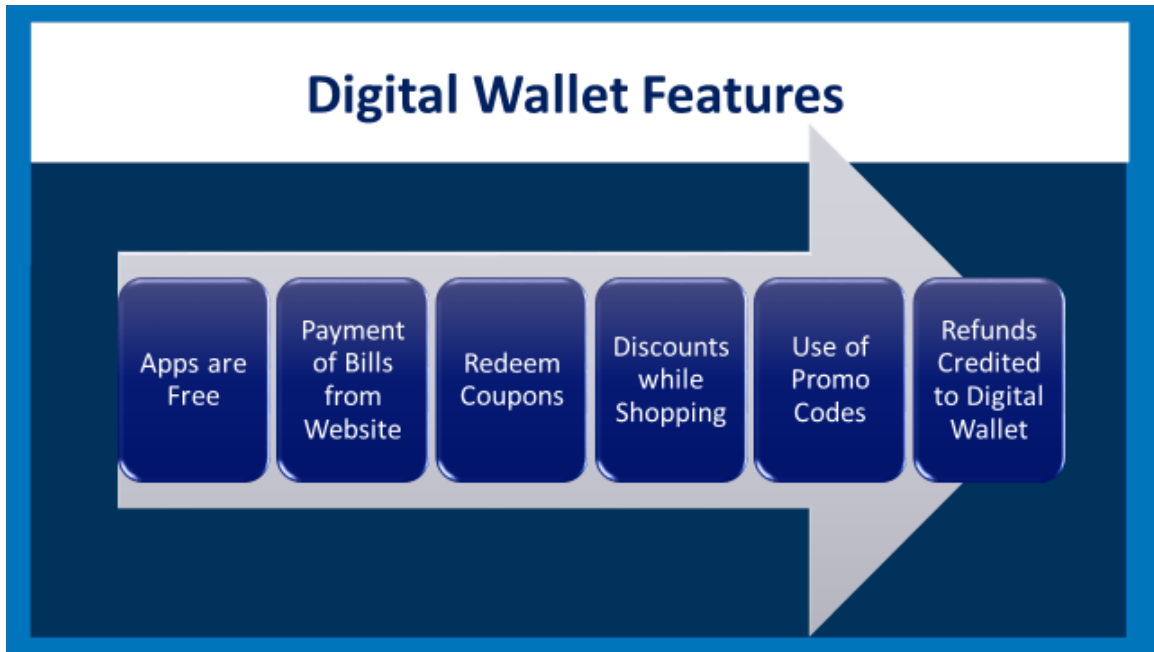 Digital Wallet Features
Apps are
Free
Payment
of Bills
from
Website
Redeem
Coupons
Discounts
while
Shopping
Use of
Promo
Codes
Refunds
Credited
to Digital
Wallet